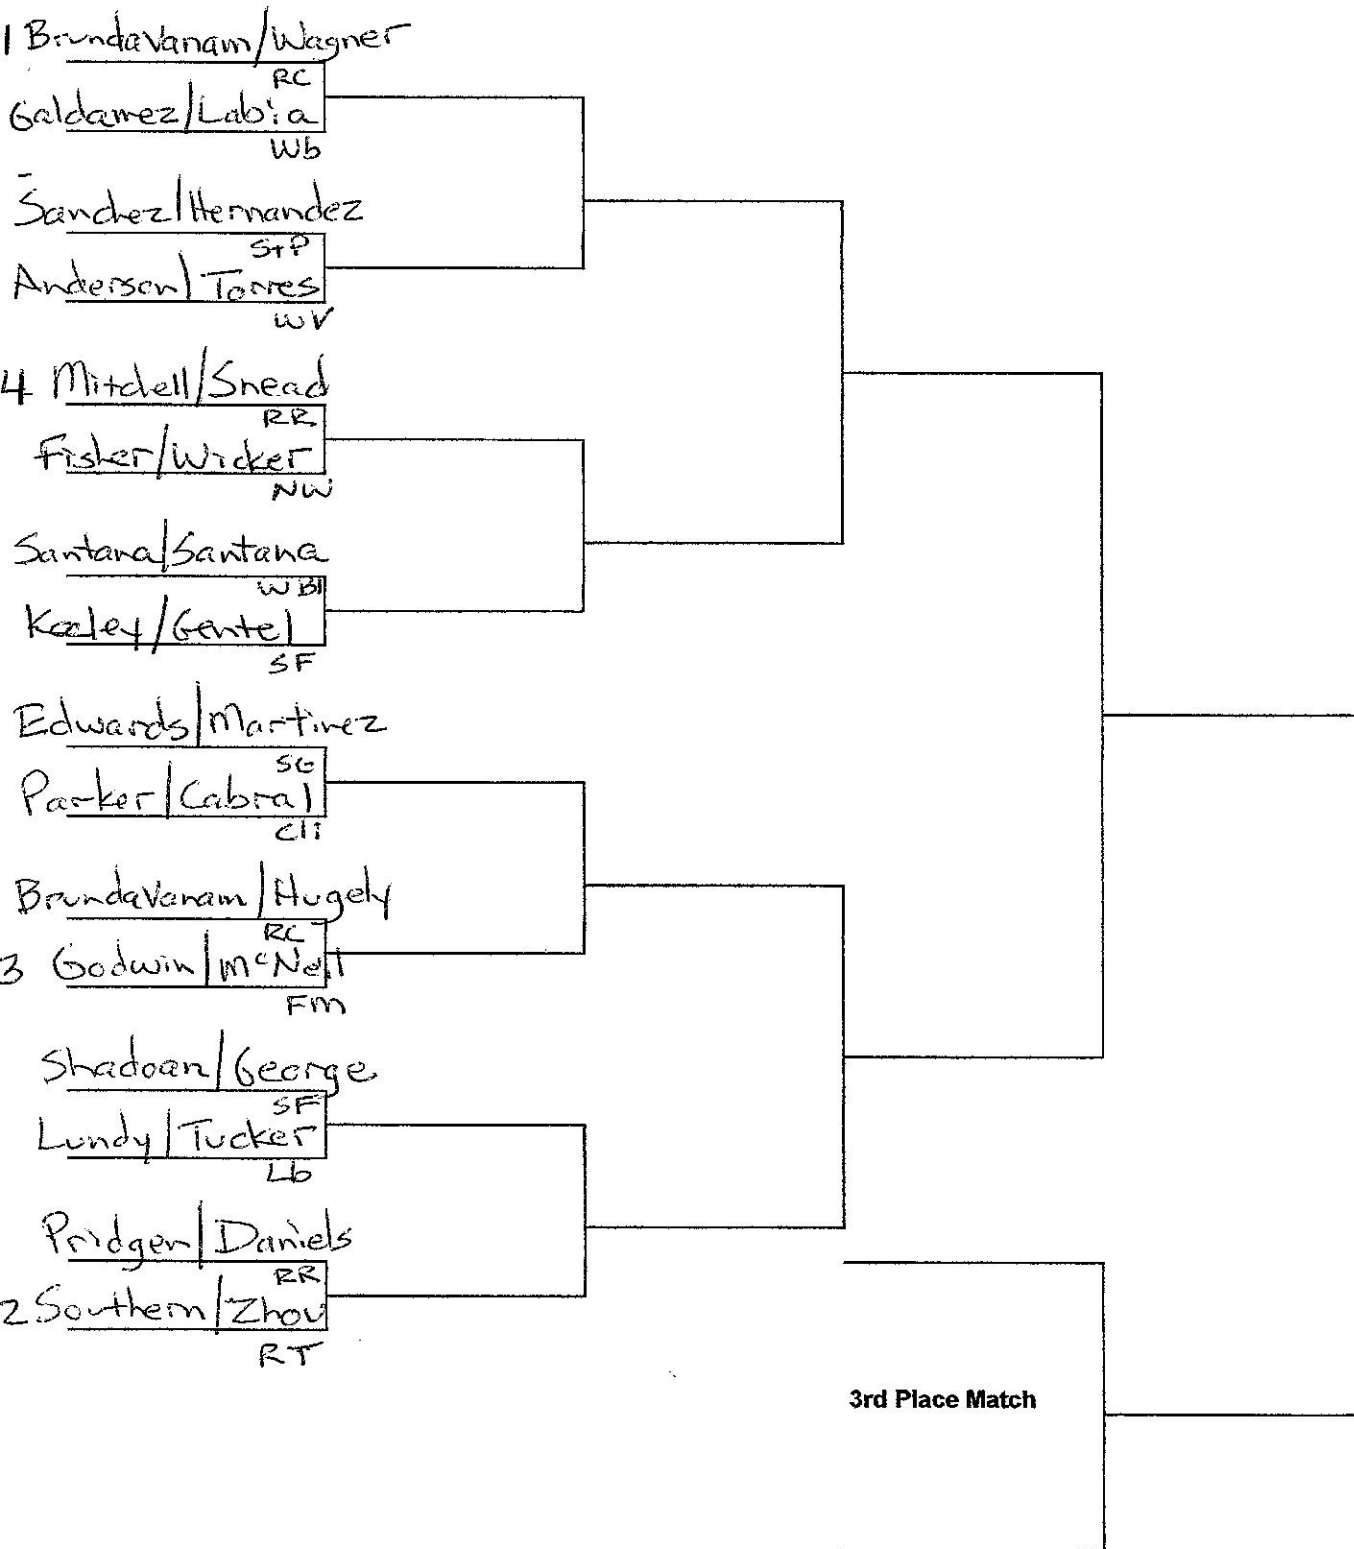 1 Brundavanam/Wagner
RC
Galdamez/Labia
Wb
Sanchez/Hernandez
StP
Anderson/Torres
WV
4 Mitchell/Snead
RR
Fisher/Wicker
NW
Santana/Santana
WBl
Keeley/Gentel
SF
Edwards/Martinez
SG
Parker/Cabral
Cli
Brundavanam/Hugely
RC
3 Godwin/McNeil
FM
Shadoan/George
SF
Lundy/Tucker
Lb
Pridgen/Daniels
RR
2 Southern/Zhou
RT
3rd Place Match